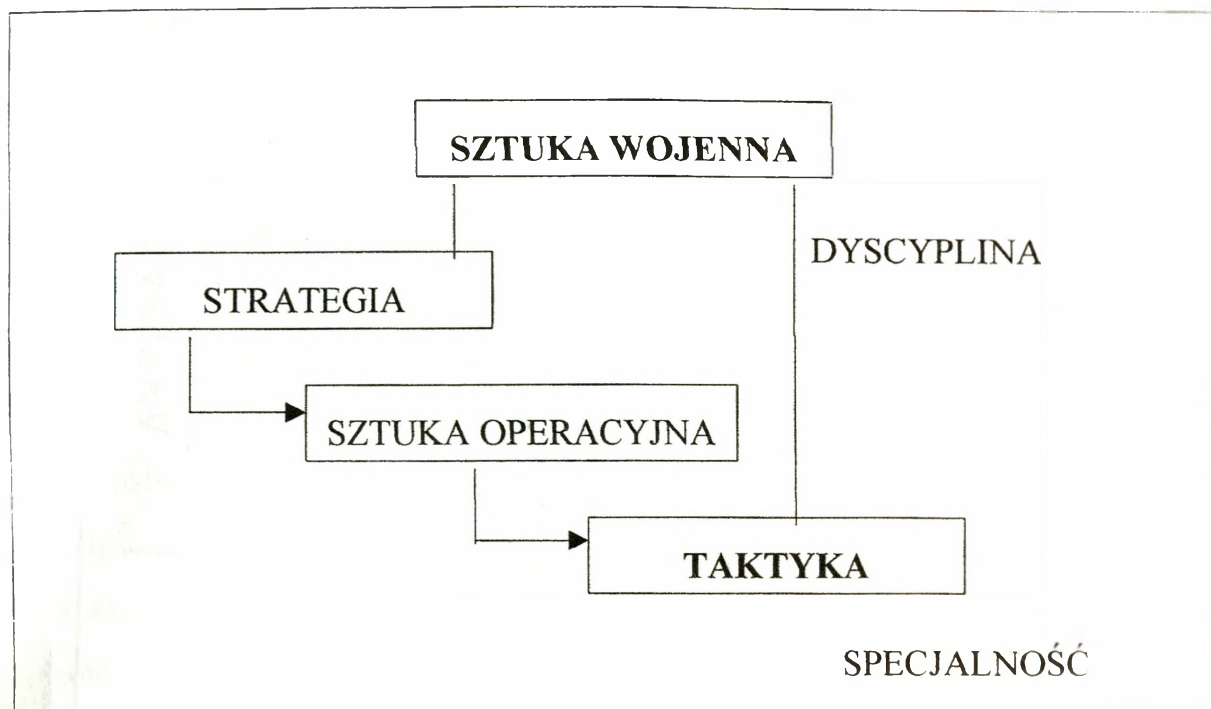 SZTUKA WOJENNA
DYSCYPLINA
STRATEGIA
SZTUKA OPERACYJNA
TAKTYKA
SPECJALNOŚĆ